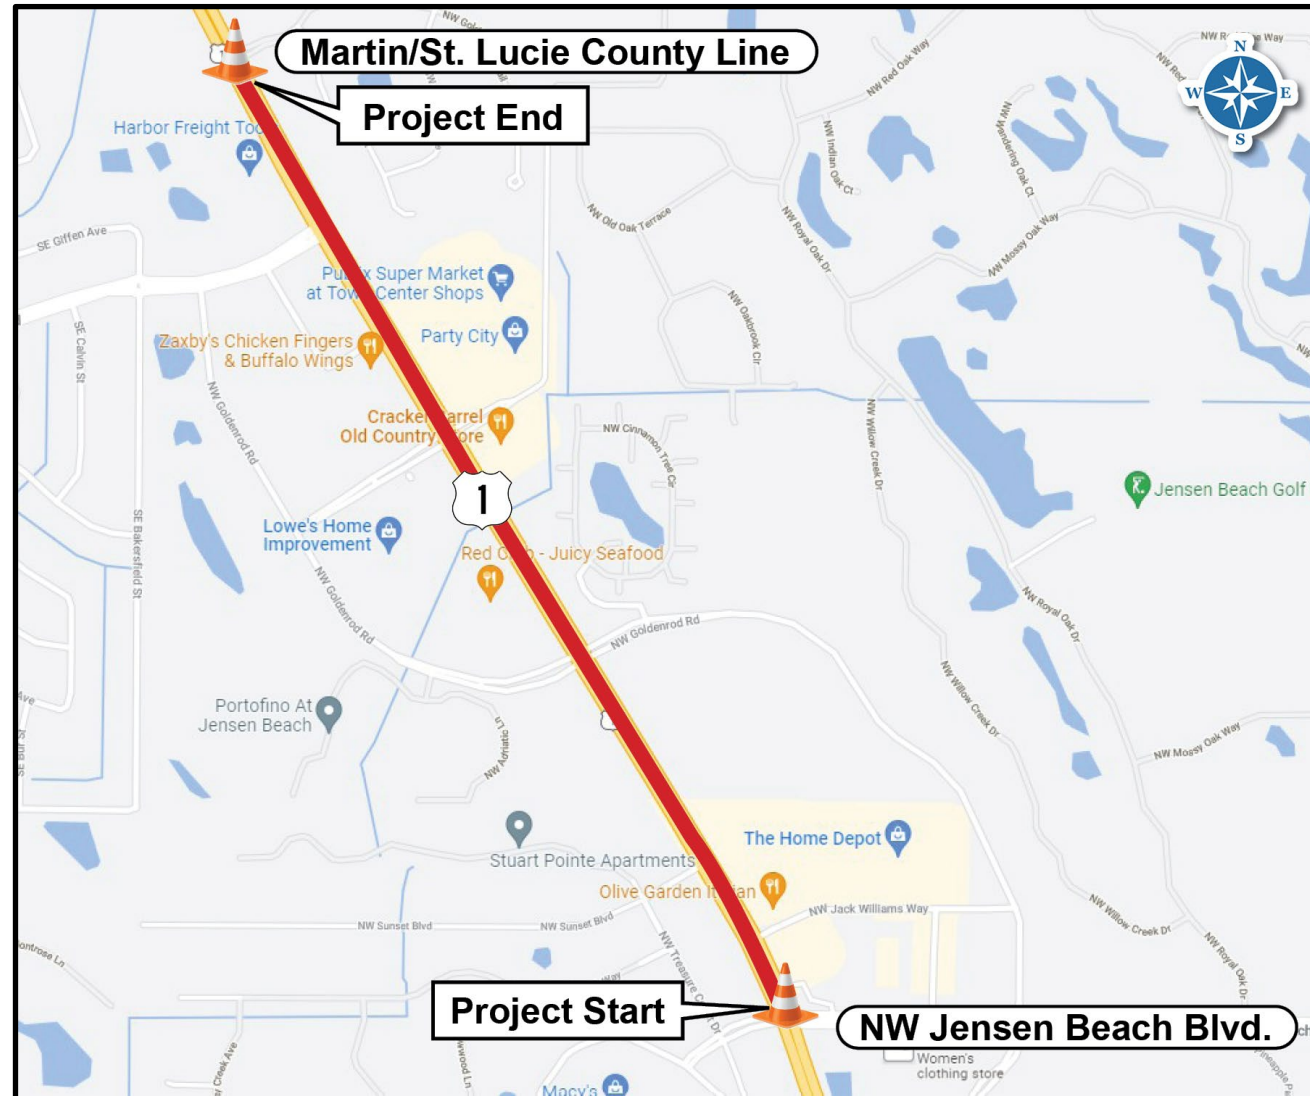 Martin/St. Lucie County Line
Project End
N
W
E
S
Harbor Freight
NW Red Oak Way
NW Indian Oak Ct
NW Wandering Oak Ct
NW Old Oak Terrace
NW Royal Oak Dr
NW Mossy Oak Way
SE Giffen Ave
Super Market
at Center Shops
Party City
Zaxby's Chicken Fingers
& Buffalo Wings
SE Calvin St
NW Oakbrook Cir
NW Goldenrod Rd
Old Country
NW Cinnamon Tree Cir
NW Willow Creek Dr
1
Jensen Beach Golf
Lowe's Home
Improvement
SE Bakersfield St
Red - Juicy Seafood
NW Goldenrod Rd
NW Goldenrod Rd
NW Royal Oak Dr
Portofino At
Jensen Beach
NW Adriatic Ln
NW Willow Creek Dr
NW Mossy Oak Way
The Home Depot
Stuart Pointe Apartments
Olive Garden
NW Jack Williams Way
NW Sunset Blvd
NW Sunset Blvd
NW Willow Creek Dr
NW Royal Oak Dr
Project Start
NW Jensen Beach Blvd.
Women's
clothing store
Macy's